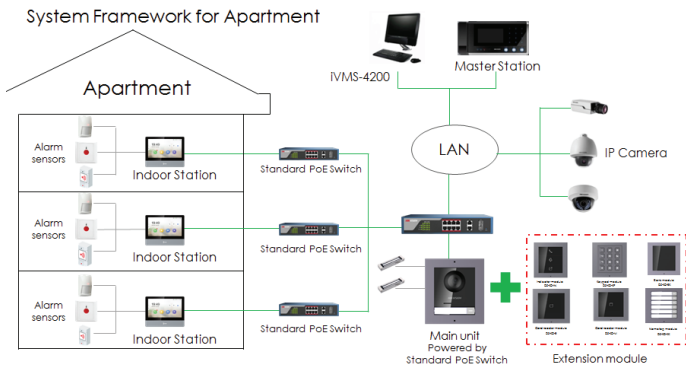 System Framework for Apartment
Apartment
iVMS-4200
Master Station
LAN
IP Camera
Alarm
sensors
Indoor Station
Standard PoE Switch
Alarm
sensors
Indoor Station
Standard PoE Switch
Alarm
sensors
Indoor Station
Standard PoE Switch
Main unit
Powered by
Standard PoE Switch
Extension module